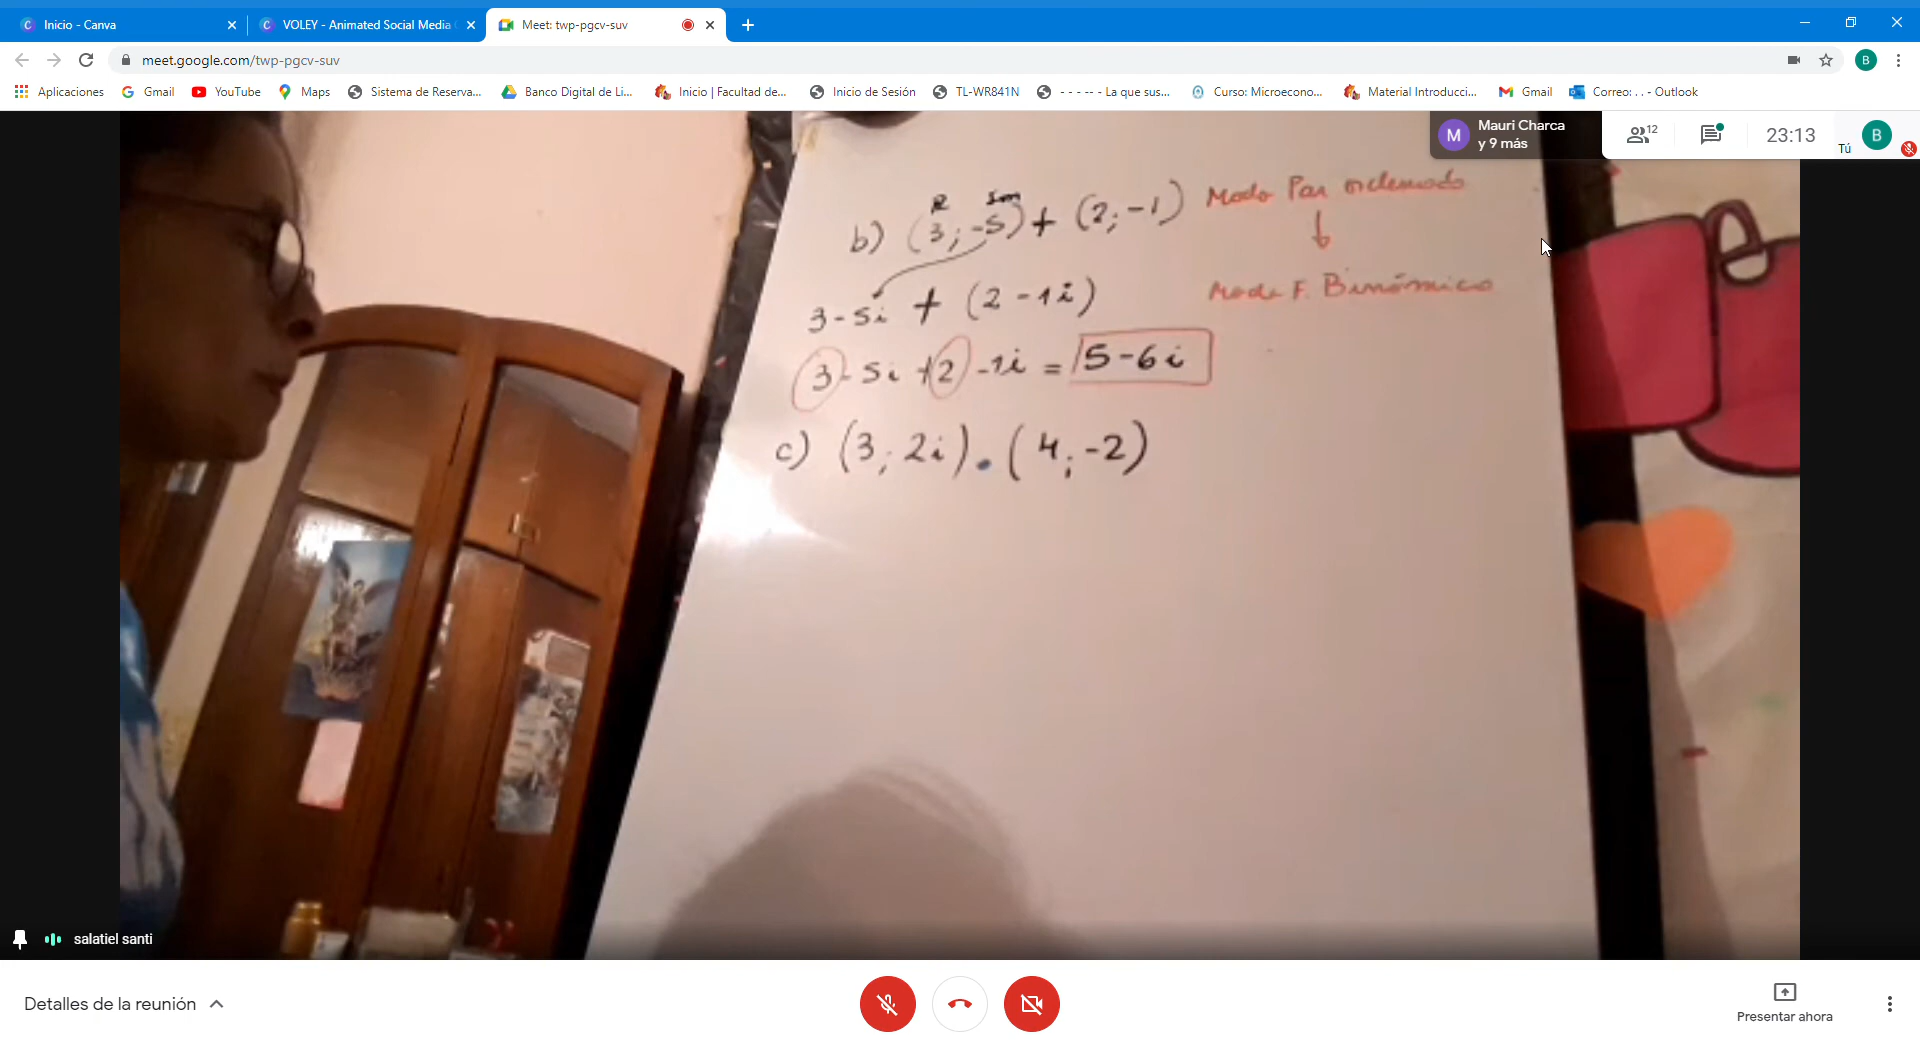 Inicio - Canva
VOLEY - Animated Social Media
Meet: twp-pgcv-suv
meet.google.com/twp-pgcv-suv
B
Aplicaciones
Gmail
YouTube
Maps
Sistema de Reserva...
Banco Digital de Li...
Inicio | Facultad de...
Inicio de Sesión
TL-WR841N
- - - -- - La que sus...
Curso: Microecono...
Material Introducci...
Gmail
Correo: . . - Outlook
M
Mauri Charca
y 9 más
12
23:13
Tú
B
R Im
b) (3; -5) + (2; -1) Modo Par ordenado
↓
3 - 5i + (2 - 1i) Modo F. Binómico
3 - 5i + 2 - 1i = 5 - 6i
c) (3; 2i) . (4; -2)
salatiel santi
Detalles de la reunión
Presentar ahora